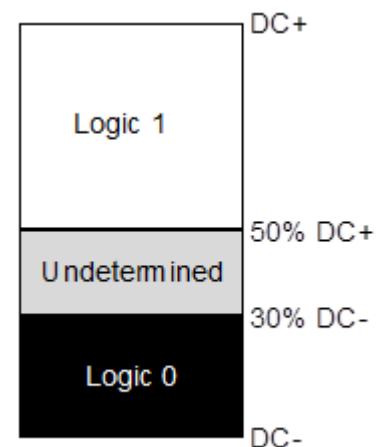 DC+
Logic 1
50% DC+
Undetermined
30% DC-
Logic 0
DC-